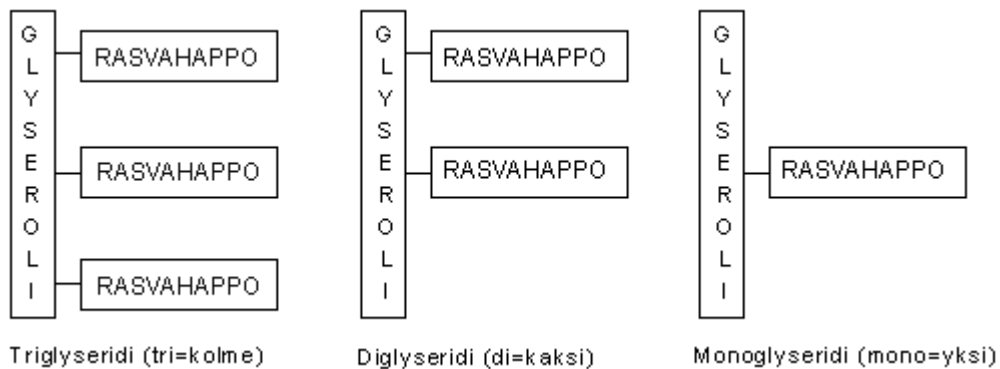 GLYSEROLI
RASVAHAPPO
RASVAHAPPO
RASVAHAPPO
Triglyseridi (tri=kolme)
GLYSEROLI
RASVAHAPPO
RASVAHAPPO
Diglyseridi (di=kaksi)
GLYSEROLI
RASVAHAPPO
Monoglyseridi (mono=yksi)